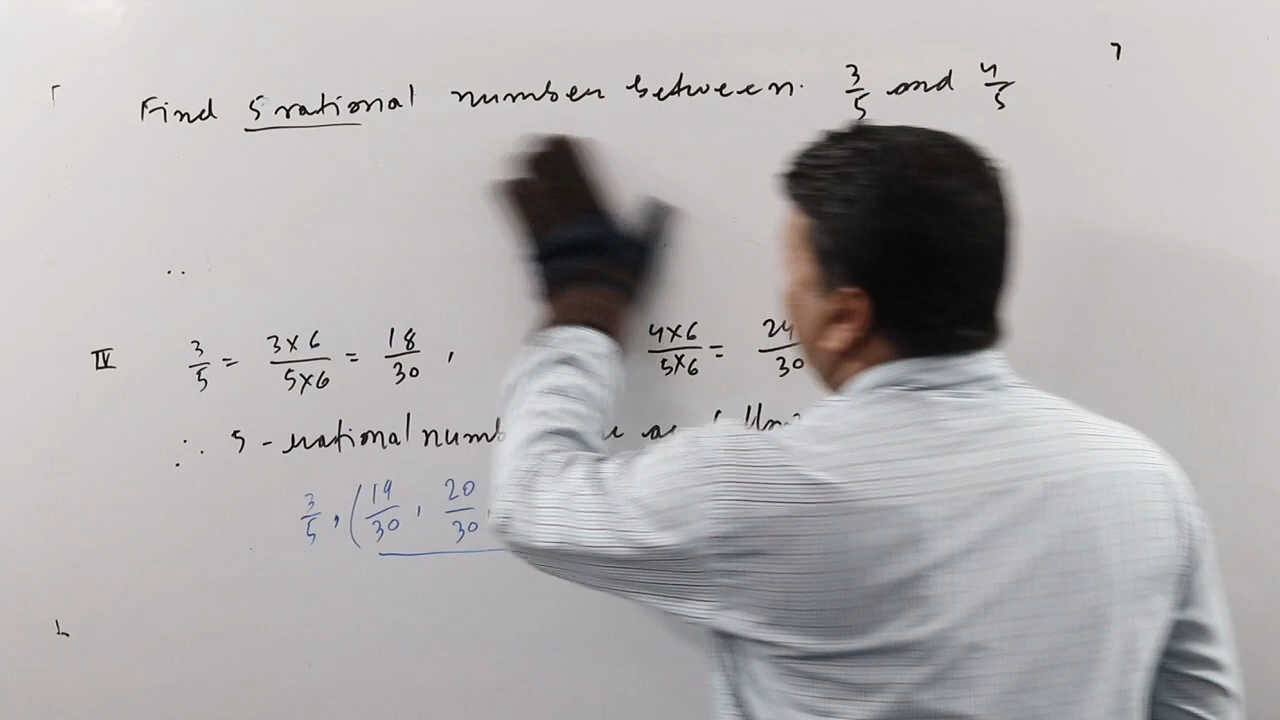 Find 5 rational number between. 3/5 and 4/5
IV 3/5 = 3×6/5×6 = 18/30 , 4×6/5×6 = 24/30
∴ 5 - rational numb
3/5 , ( 19/30 , 20/30